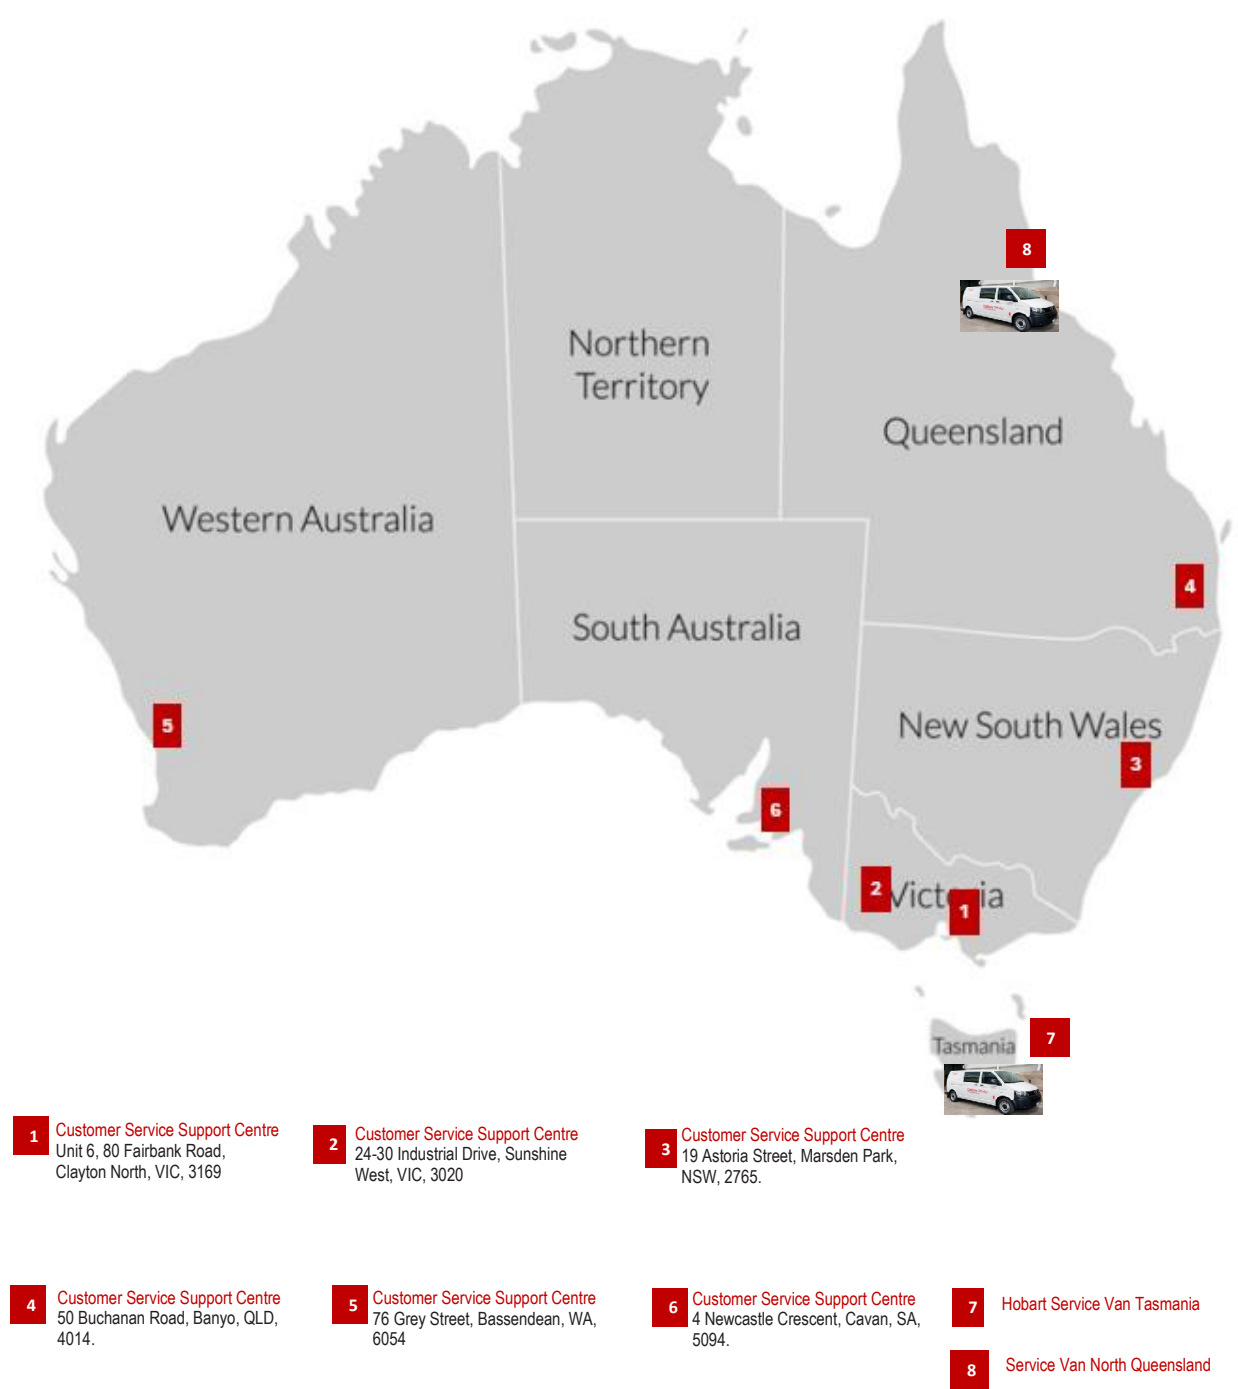 8
Northern
Territory
Queensland
Western Australia
4
South Australia
5
New South Wales
3
6
2
Victoria
1
7
Tasmania
1
Customer Service Support Centre
Unit 6, 80 Fairbank Road,
Clayton North, VIC, 3169
2
Customer Service Support Centre
24-30 Industrial Drive, Sunshine
West, VIC, 3020
3
Customer Service Support Centre
19 Astoria Street, Marsden Park,
NSW, 2765.
4
Customer Service Support Centre
50 Buchanan Road, Banyo, QLD,
4014.
5
Customer Service Support Centre
76 Grey Street, Bassendean, WA,
6054
6
Customer Service Support Centre
4 Newcastle Crescent, Cavan, SA,
5094.
7
Hobart Service Van Tasmania
8
Service Van North Queensland